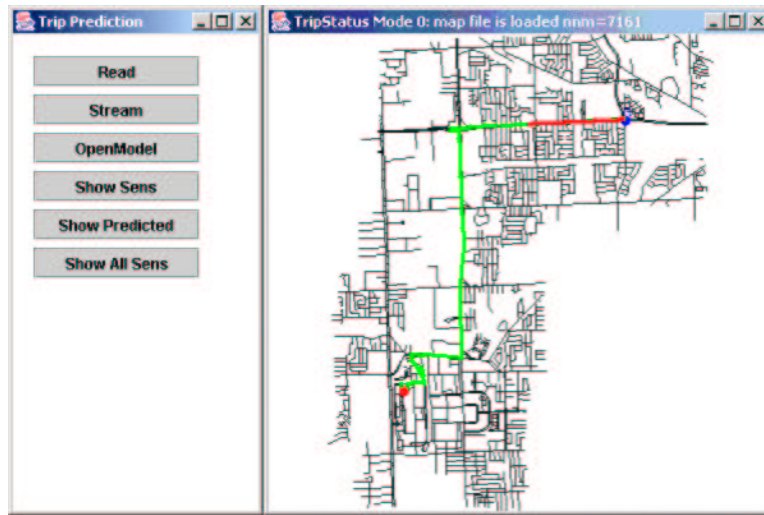 Trip Prediction
Read
Stream
OpenModel
Show Sens
Show Predicted
Show All Sens
TripStatus Mode 0: map file is loaded nnm=7161